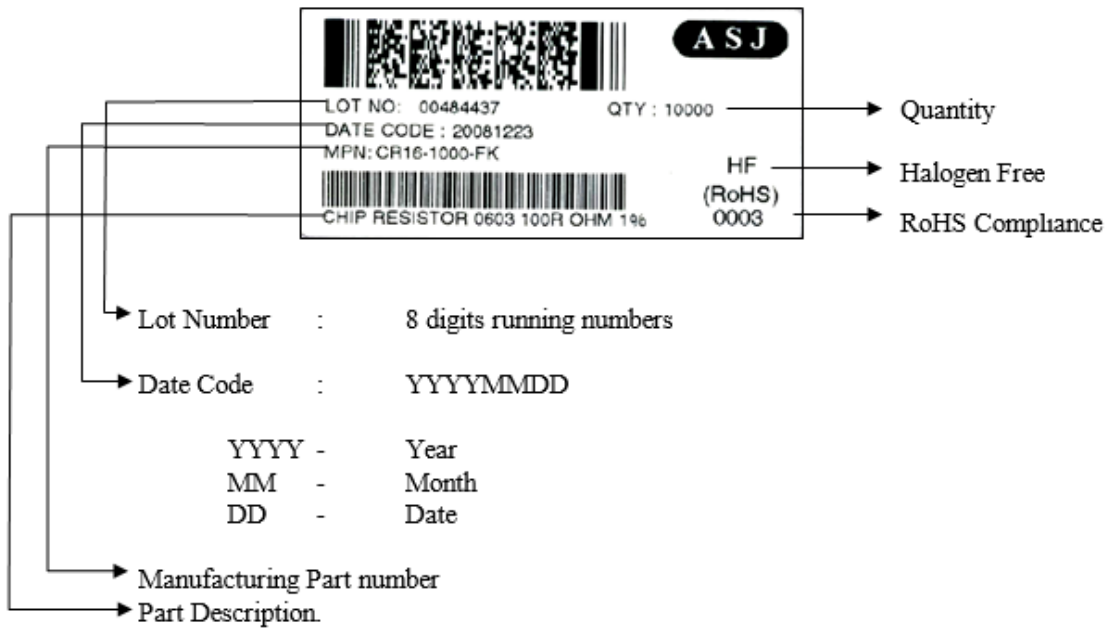 ASJ
LOT NO: 00484437 QTY : 10000 Quantity
DATE CODE : 20081223
MPN: CR16-1000-FK
HF Halogen Free
(RoHS)
CHIP RESISTOR 0603 100R OHM 1% 0003 RoHS Compliance
Lot Number : 8 digits running numbers
Date Code : YYYYMMDD
YYYY - Year
MM - Month
DD - Date
Manufacturing Part number
Part Description.